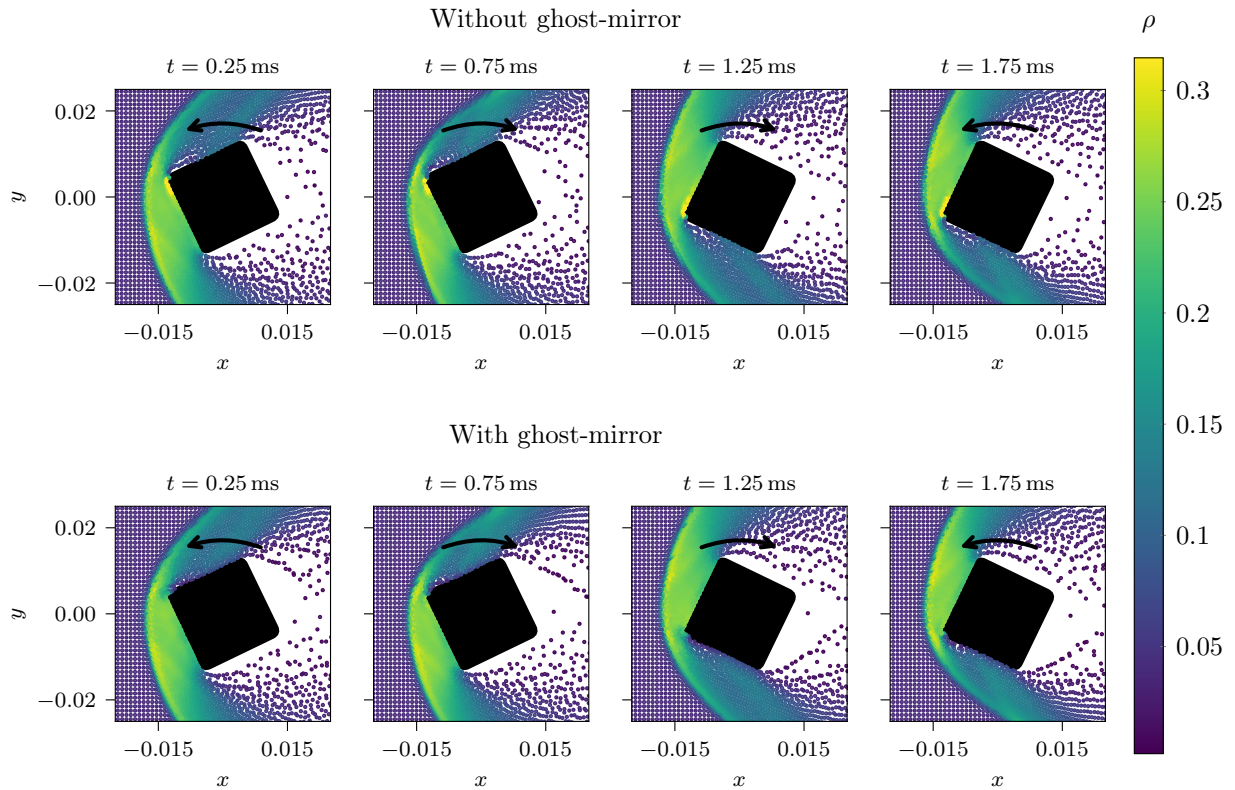 Without ghost-mirror
ρ
t = 0.25 ms t = 0.75 ms t = 1.25 ms t = 1.75 ms
0.02
0.00
−0.02
y
−0.015 0.015 −0.015 0.015 −0.015 0.015 −0.015 0.015
x x x x
With ghost-mirror
t = 0.25 ms t = 0.75 ms t = 1.25 ms t = 1.75 ms
0.02
0.00
−0.02
y
−0.015 0.015 −0.015 0.015 −0.015 0.015 −0.015 0.015
x x x x
0.3
0.25
0.2
0.15
0.1
0.05